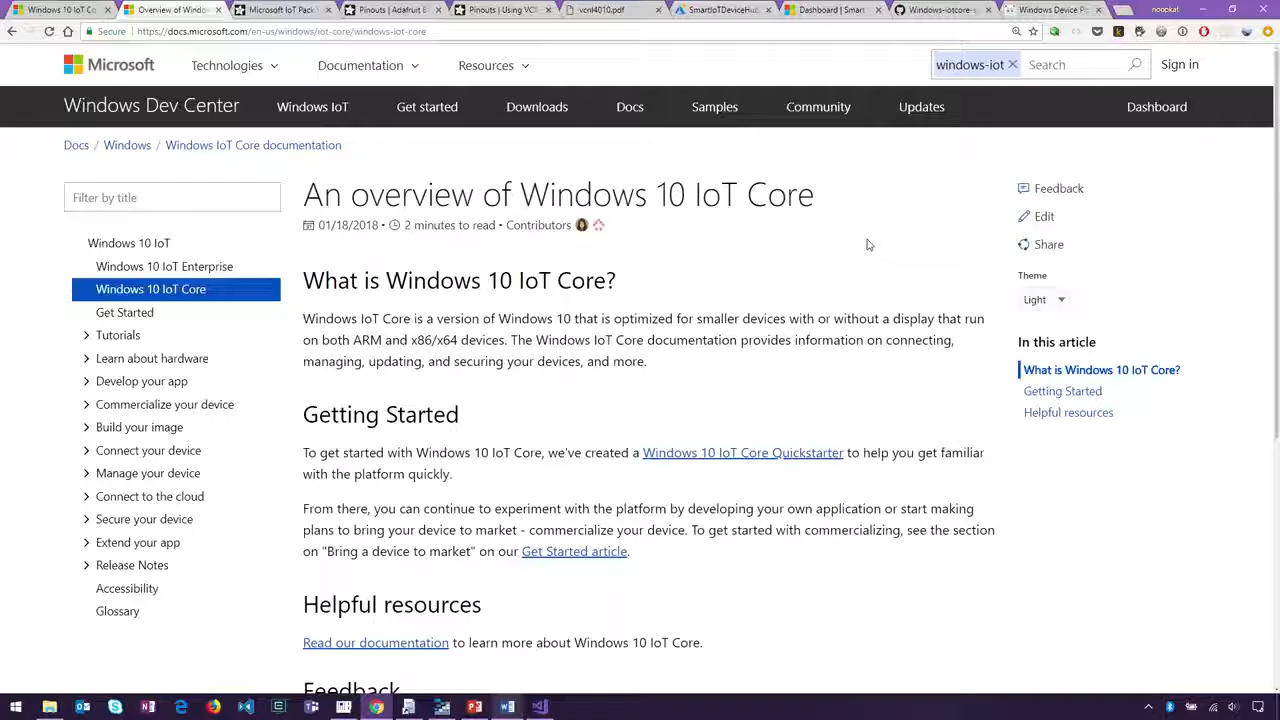 Windows 10 IoT Core
Overview of Windows
Microsoft IoT Pack
Pinouts | Adafruit
Pinouts | Using VC
vcnl4010.pdf
AzureIoTDeviceHub
Dashboard | Smart
Windows-iotcore-s
Windows Device P
nookat
Secure
https://docs.microsoft.com/en-us/windows/iot-core/windows-iot-core
Microsoft
Technologies
Documentation
Resources
windows-iot
Search
Sign in
Windows Dev Center
Windows IoT
Get started
Downloads
Docs
Samples
Community
Updates
Dashboard
Docs / Windows / Windows IoT Core documentation
Filter by title
Windows 10 IoT
Windows 10 IoT Enterprise
Windows 10 IoT Core
Get Started
Tutorials
Learn about hardware
Develop your app
Commercialize your device
Build your image
Connect your device
Manage your device
Connect to the cloud
Secure your device
Extend your app
Release Notes
Accessibility
Glossary
An overview of Windows 10 IoT Core
01/18/2018 • 2 minutes to read • Contributors
What is Windows 10 IoT Core?
Windows IoT Core is a version of Windows 10 that is optimized for smaller devices with or without a display that run
on both ARM and x86/x64 devices. The Windows IoT Core documentation provides information on connecting,
managing, updating, and securing your devices, and more.
Getting Started
To get started with Windows 10 IoT Core, we've created a Windows 10 IoT Core Quickstarter to help you get familiar
with the platform quickly.
From there, you can continue to experiment with the platform by developing your own application or start making
plans to bring your device to market - commercialize your device. To get started with commercializing, see the section
on "Bring a device to market" on our Get Started article.
Helpful resources
Read our documentation to learn more about Windows 10 IoT Core.
Feedback
Feedback
Edit
Share
Theme
Light
In this article
What is Windows 10 IoT Core?
Getting Started
Helpful resources